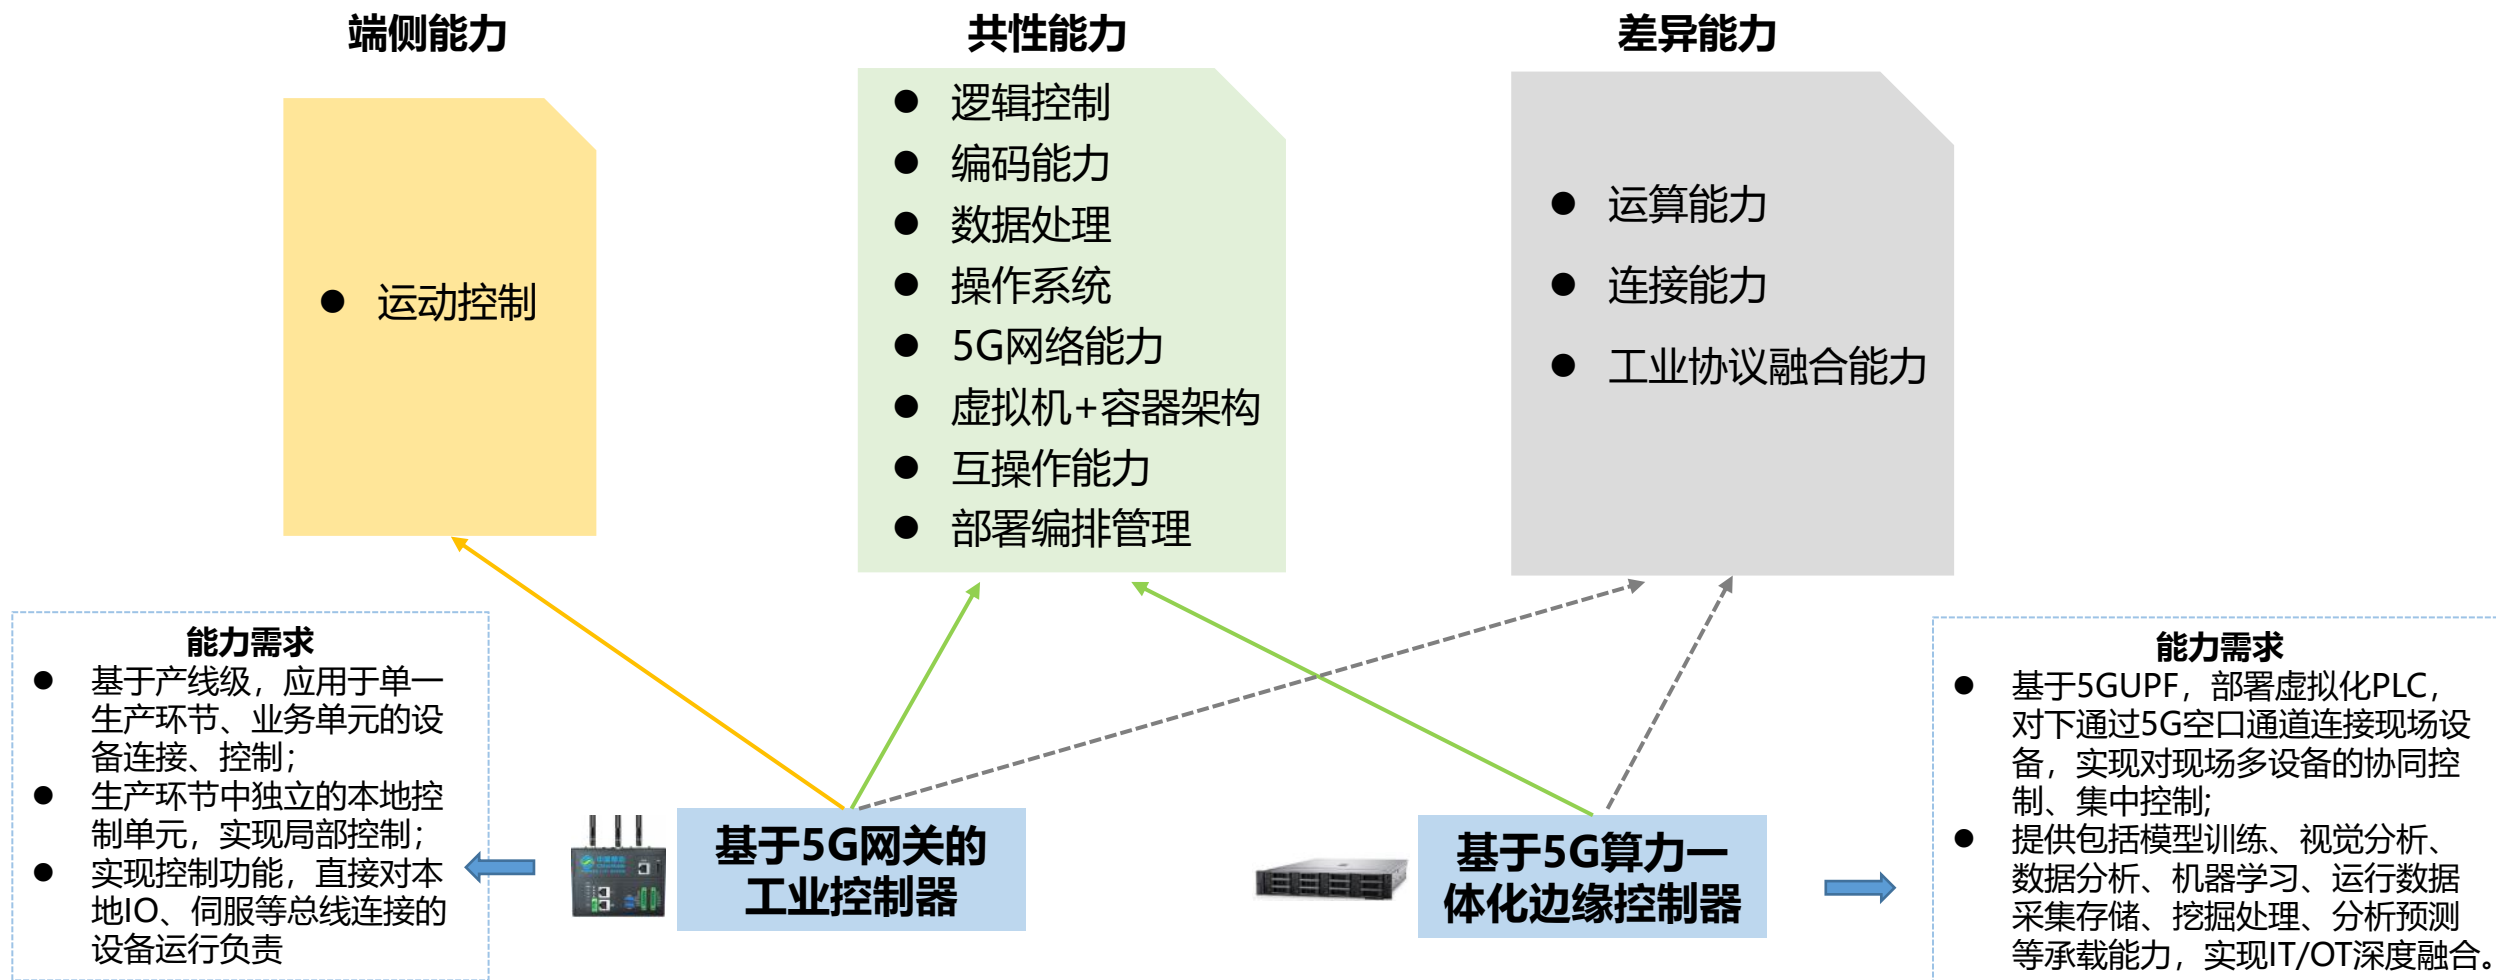 端侧能力
共性能力
差异能力
● 运动控制
● 逻辑控制
● 编码能力
● 数据处理
● 操作系统
● 5G网络能力
● 虚拟机+容器架构
● 互操作能力
● 部署编排管理
● 运算能力
● 连接能力
● 工业协议融合能力
能力需求
● 基于产线级，应用于单一
生产环节、业务单元的设
备连接、控制；
● 生产环节中独立的本地控
制单元，实现局部控制；
● 实现控制功能，直接对本
地IO、伺服等总线连接的
设备运行负责
基于5G网关的
工业控制器
基于5G算力一
体化边缘控制器
能力需求
● 基于5GUPF，部署虚拟化PLC，
对下通过5G空口通道连接现场设
备，实现对现场多设备的协同控
制、集中控制;
● 提供包括模型训练、视觉分析、
数据分析、机器学习、运行数据
采集存储、挖掘处理、分析预测
等承载能力，实现IT/OT深度融合。